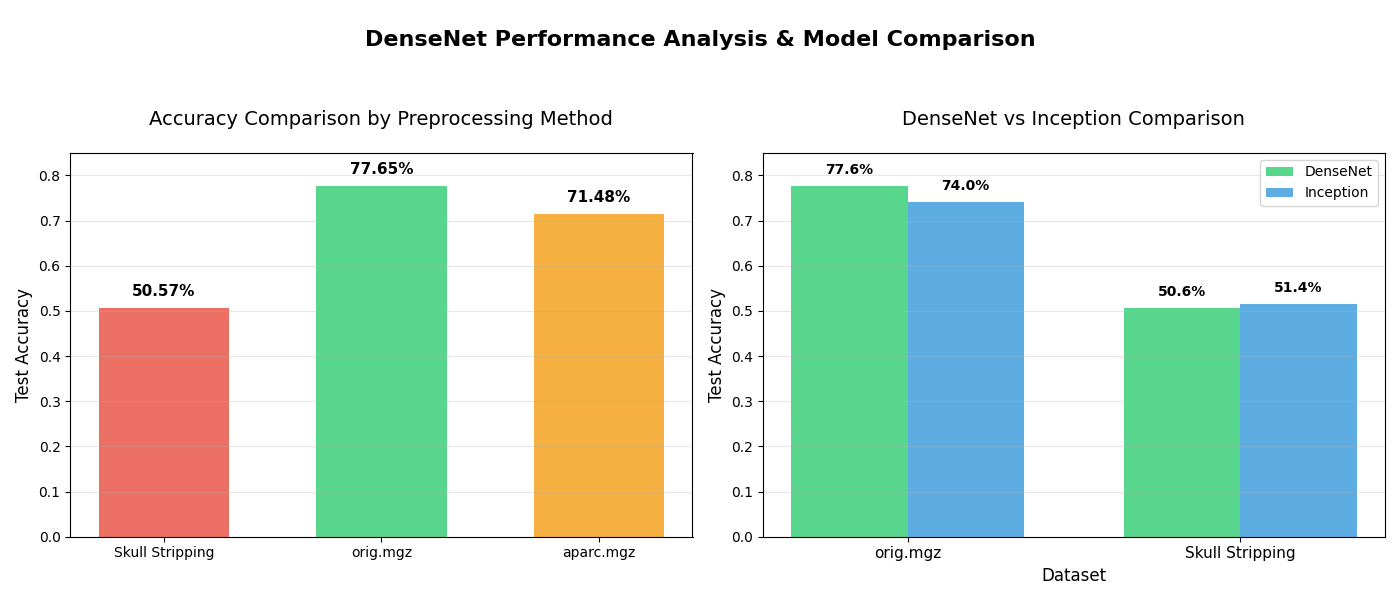 DenseNet Performance Analysis & Model Comparison
Accuracy Comparison by Preprocessing Method
Test Accuracy
0.8
0.7
0.6
0.5
0.4
0.3
0.2
0.1
0.0
50.57%
77.65%
71.48%
Skull Stripping
orig.mgz
aparc.mgz
DenseNet vs Inception Comparison
Test Accuracy
0.8
0.7
0.6
0.5
0.4
0.3
0.2
0.1
0.0
77.6%
74.0%
50.6%
51.4%
DenseNet
Inception
orig.mgz
Skull Stripping
Dataset